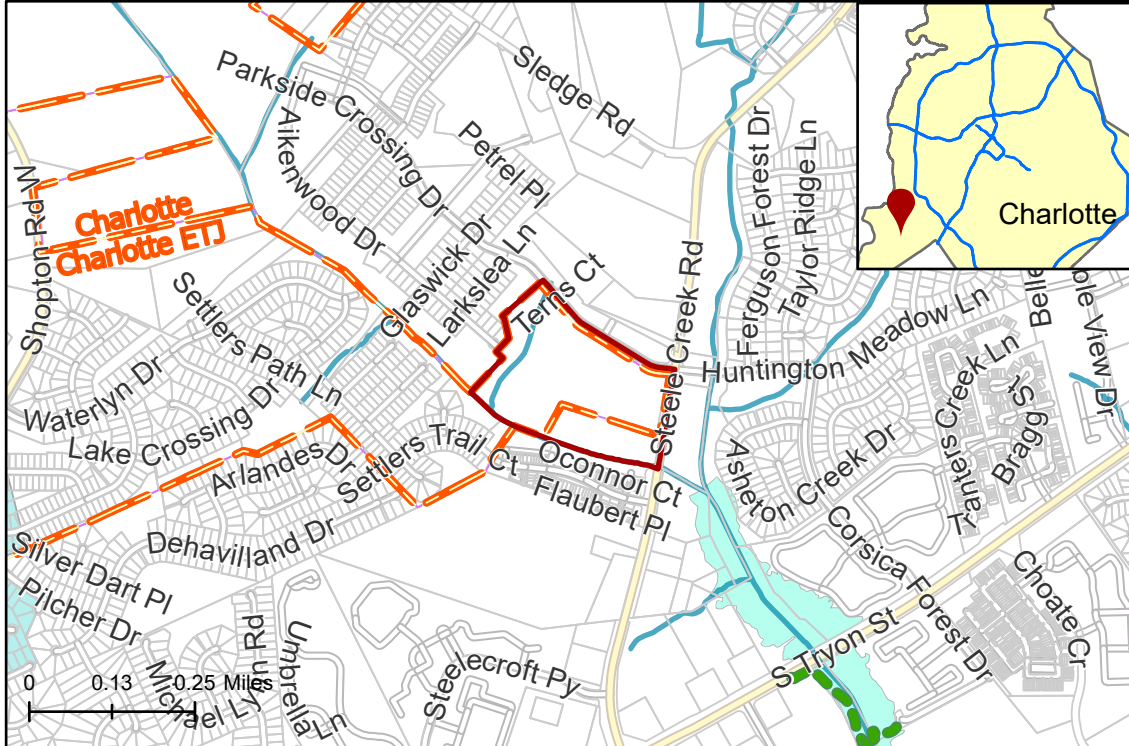 Sledge Rd
Parkside Crossing Dr
Aikenwood Dr
Petrel Pl
Ferguson Forest Dr
Taylor Ridge Ln
Charlotte
Shopton Rd W
Charlotte
Charlotte ETJ
Glaswick Dr
Larkslea Ln
Terns Ct
Steele Creek Rd
Huntington Meadow Ln
Settlers Path Ln
Waterlyn Dr
Lake Crossing Dr
Arlandes Dr
Settlers Trail Ct
Oconnor Ct
Flaubert Pl
Asheton Creek Dr
Bragg St
ble View Dr
Dehavilland Dr
Silver Dart Pl
Pilcher Dr
Michael Lynn Rd
Umbrella Ln
Steelecroft Py
S Tryon St
Corsica Forest Dr
Choate Cr
0 0.13 0.25 Miles